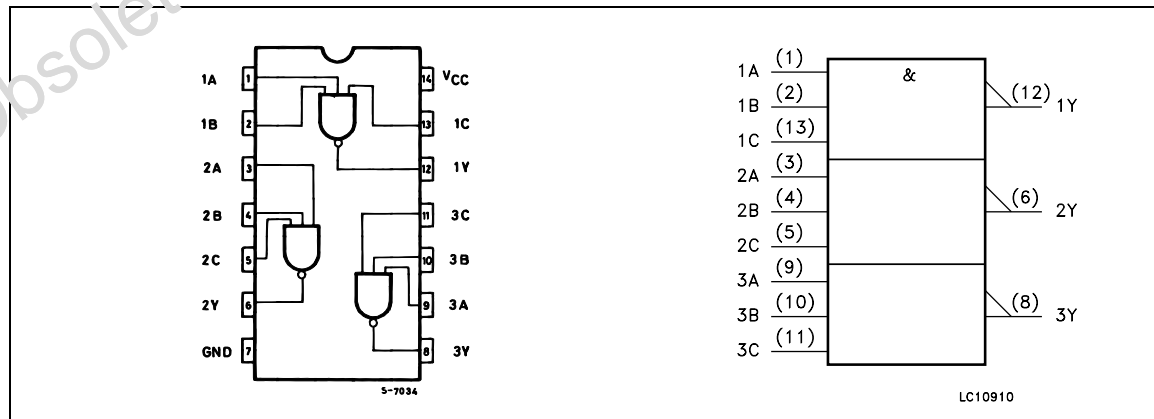 obsolet
1A 1 14 VCC
1B 2 13 1C
2A 3 12 1Y
2B 4 11 3C
2C 5 10 3B
2Y 6 9 3A
GND 7 8 3Y
S-7034
&
1A (1)
1B (2)
1C (13)
2A (3)
2B (4)
2C (5)
3A (9)
3B (10)
3C (11)
(12) 1Y
(6) 2Y
(8) 3Y
LC10910